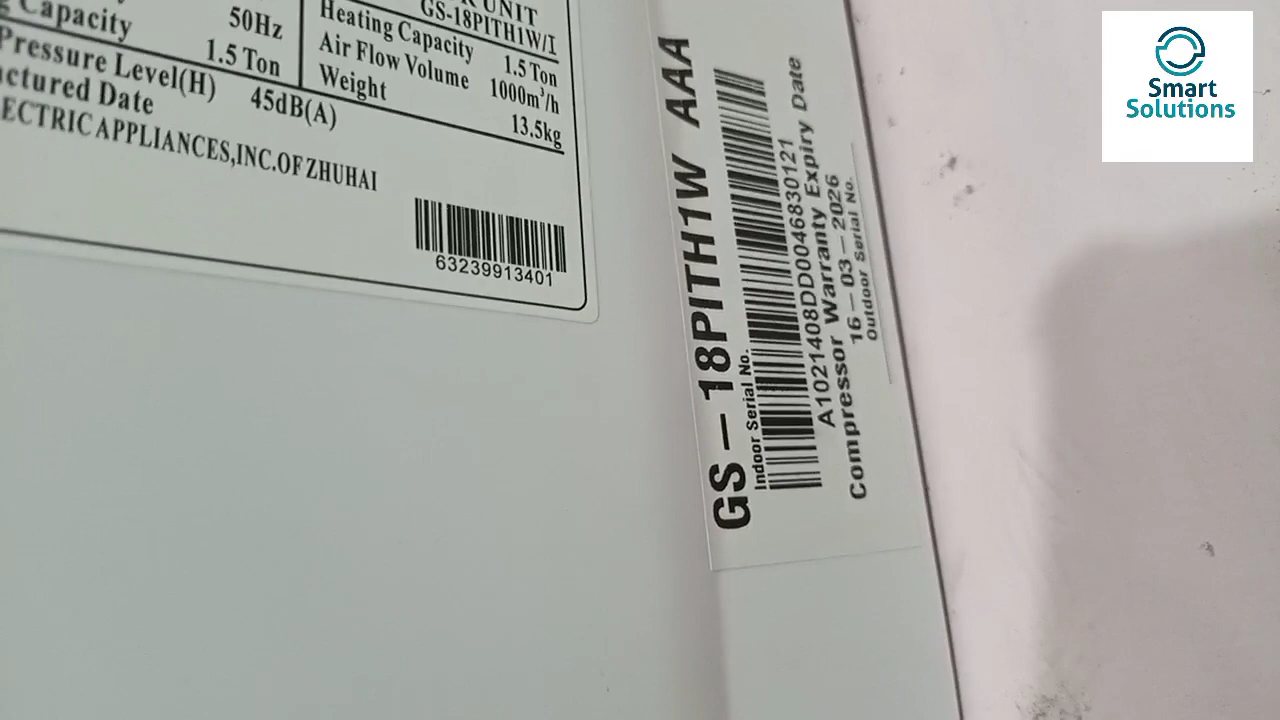 UNIT
GS-18PITH1W/I
50Hz
Capacity
1.5 Ton
Pressure Level(H)
45dB(A)
Date
Heating Capacity
1.5 Ton
Air Flow Volume
1000m³/h
Weight
13.5kg
APPLIANCES,INC.OF ZHUHAI
63239913401
GS-18PITH1W AAA
Indoor Serial No.
A1021408DD0046830121
Compressor Warranty Expiry Date
16-03-2026
Outdoor Serial No.
Smart
Solutions